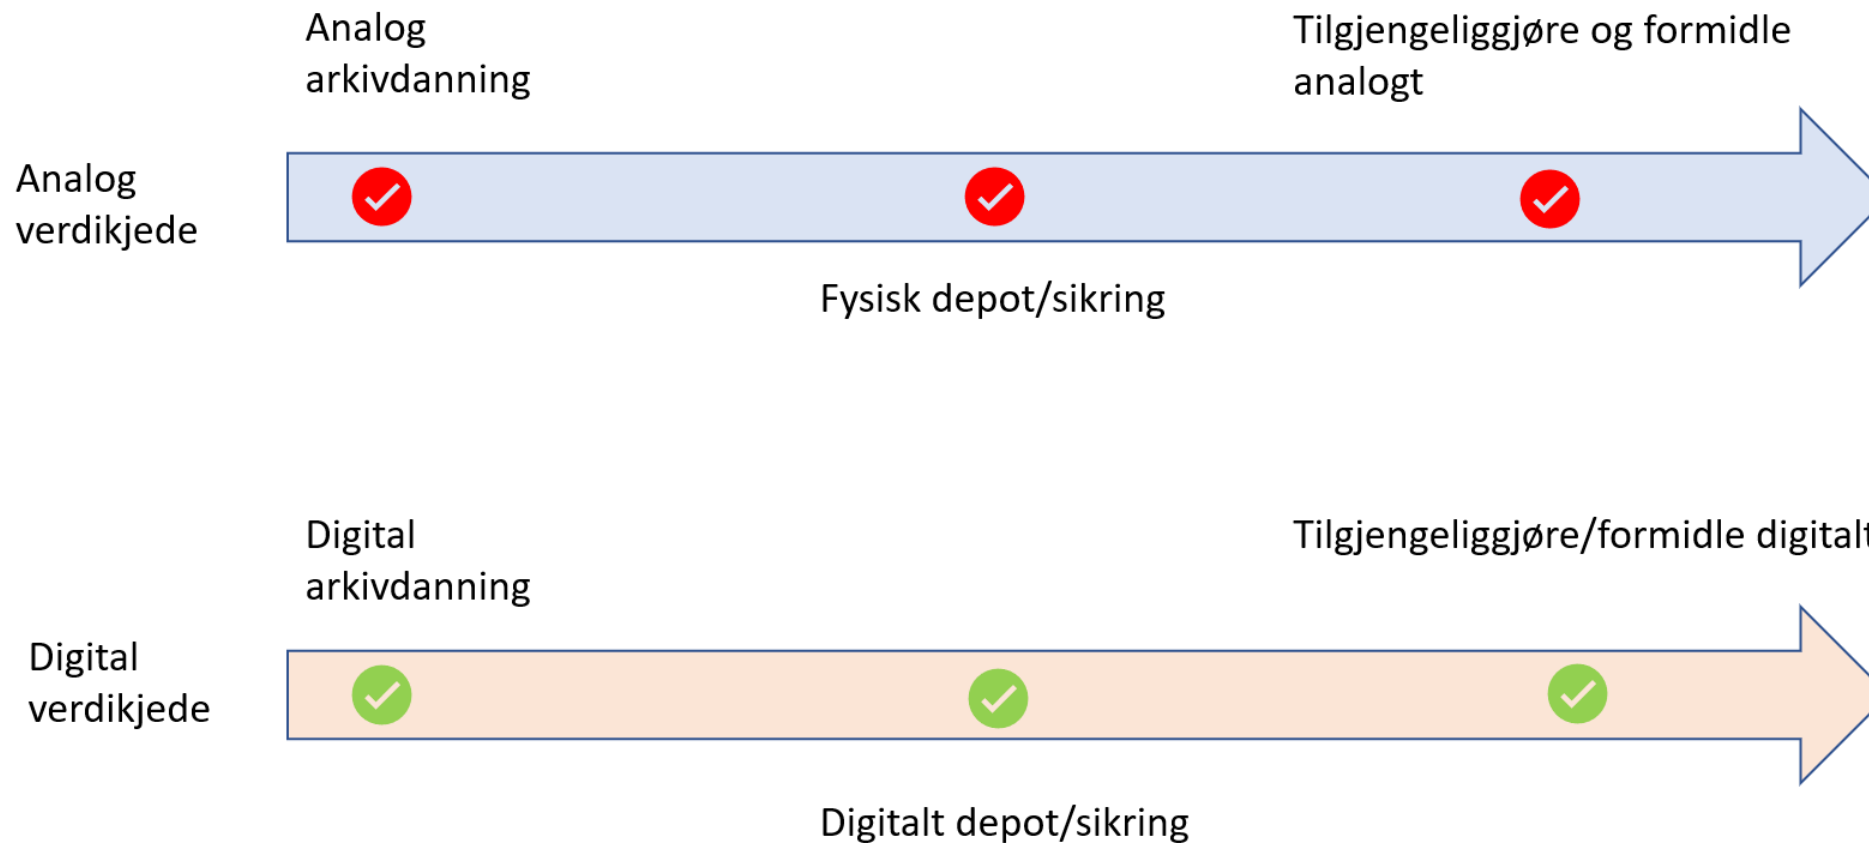 Analog
arkivdanning
Tilgjengeliggjøre og formidle
analogt
Analog
verdikjede
Fysisk depot/sikring
Digital
arkivdanning
Tilgjengeliggjøre/formidle digitalt
Digital
verdikjede
Digitalt depot/sikring